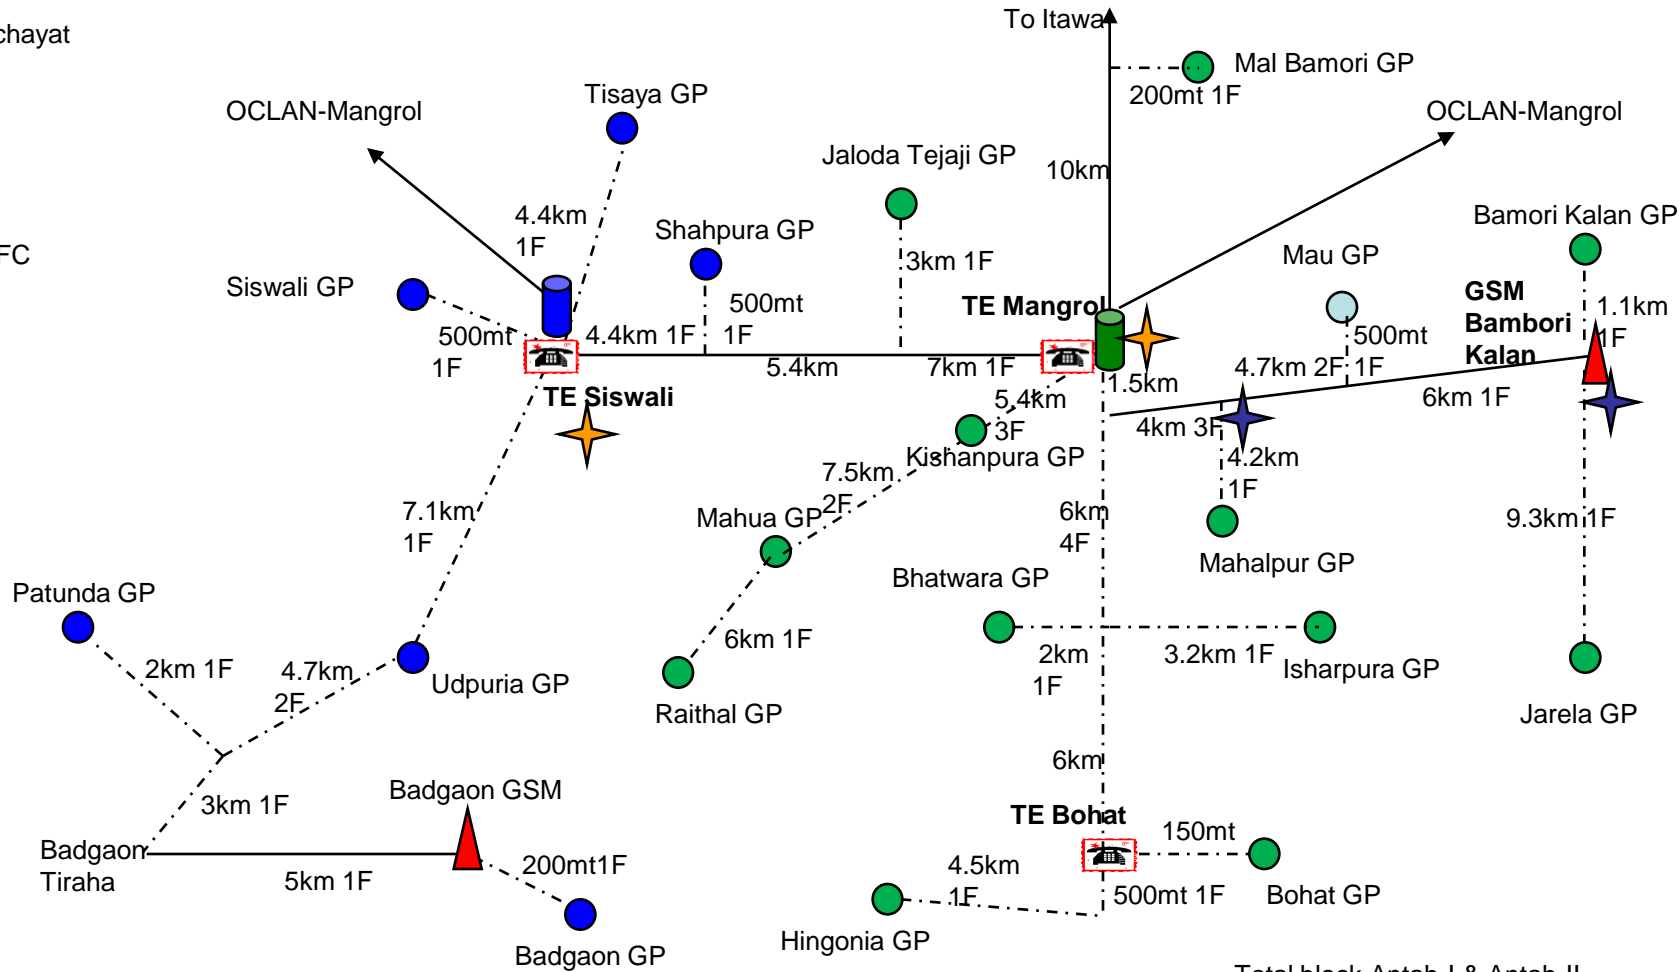 To Itawa
chayat
Mal Bamori GP
200mt 1F
Tisaya GP
OCLAN-Mangrol
OCLAN-Mangrol
Jaloda Tejaji GP
10km
4.4km
1F
Shahpura GP
Bamori Kalan GP
FC
3km 1F
Mau GP
Siswali GP
500mt
1F
TE Mangrol
GSM
Bambori
Kalan
1.1km
1F
500mt
1F
4.4km 1F
500mt
1F
5.4km
7km 1F
4.7km 2F
1.5km
TE Siswali
5.4km
3F
6km 1F
4km 3F
Kishanpura GP
4.2km
1F
7.5km
2F
7.1km
1F
Mahua GP
6km
4F
9.3km 1F
Mahalpur GP
Bhatwara GP
Patunda GP
6km 1F
2km
1F
3.2km 1F
Isharpura GP
2km 1F
4.7km
2F
Udpuria GP
Raithal GP
Jarela GP
6km
Badgaon GSM
3km 1F
TE Bohat
150mt
Badgaon
Tiraha
5km 1F
200mt1F
4.5km
1F
500mt 1F
Bohat GP
Hingonia GP
Badgaon GP
Total block Antah-I & Antah-II